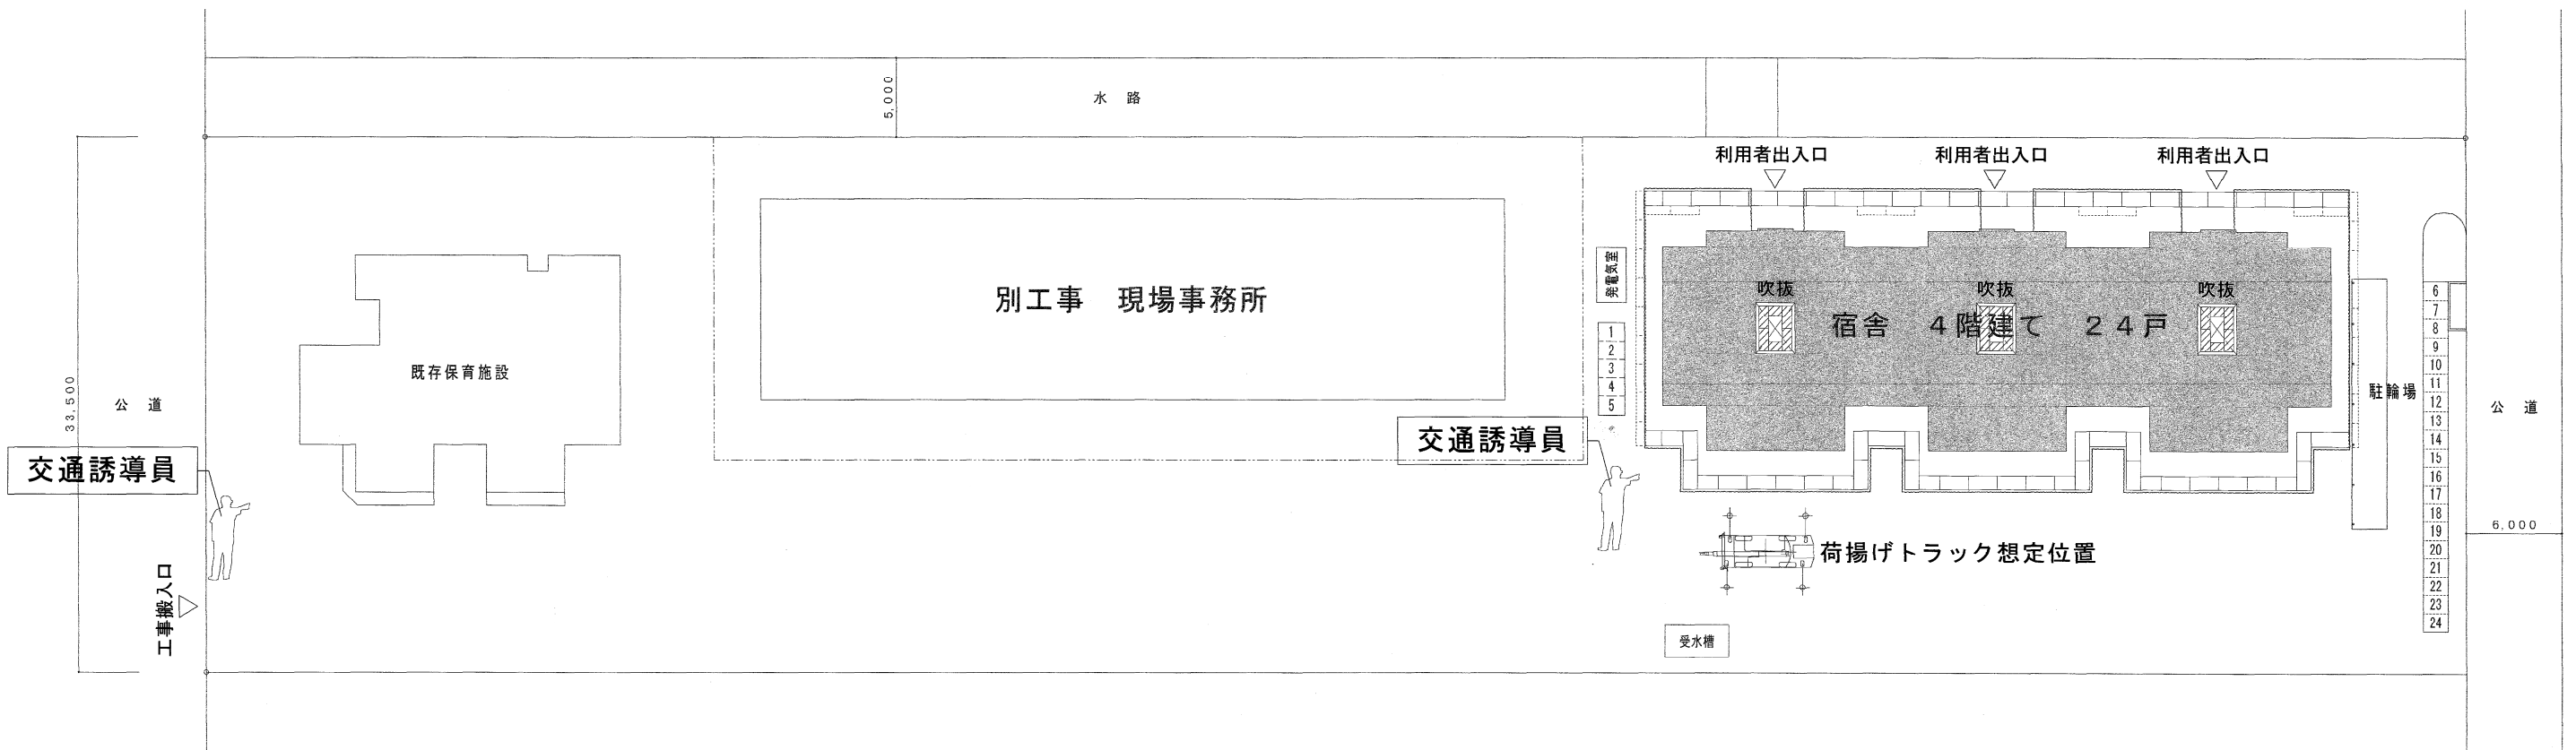 5,000
水 路
利用者出入口
利用者出入口
利用者出入口
発電気室
吹抜
吹抜
吹抜
別工事 現場事務所
宿舎 4階建て 24戸
1
2
3
4
5
6
7
8
9
10
11
12
13
14
15
16
17
18
19
20
21
22
23
24
既存保育施設
33,500
公 道
駐輪場
公 道
交通誘導員
交通誘導員
6,000
荷揚げトラック想定位置
工事搬入口
受水槽